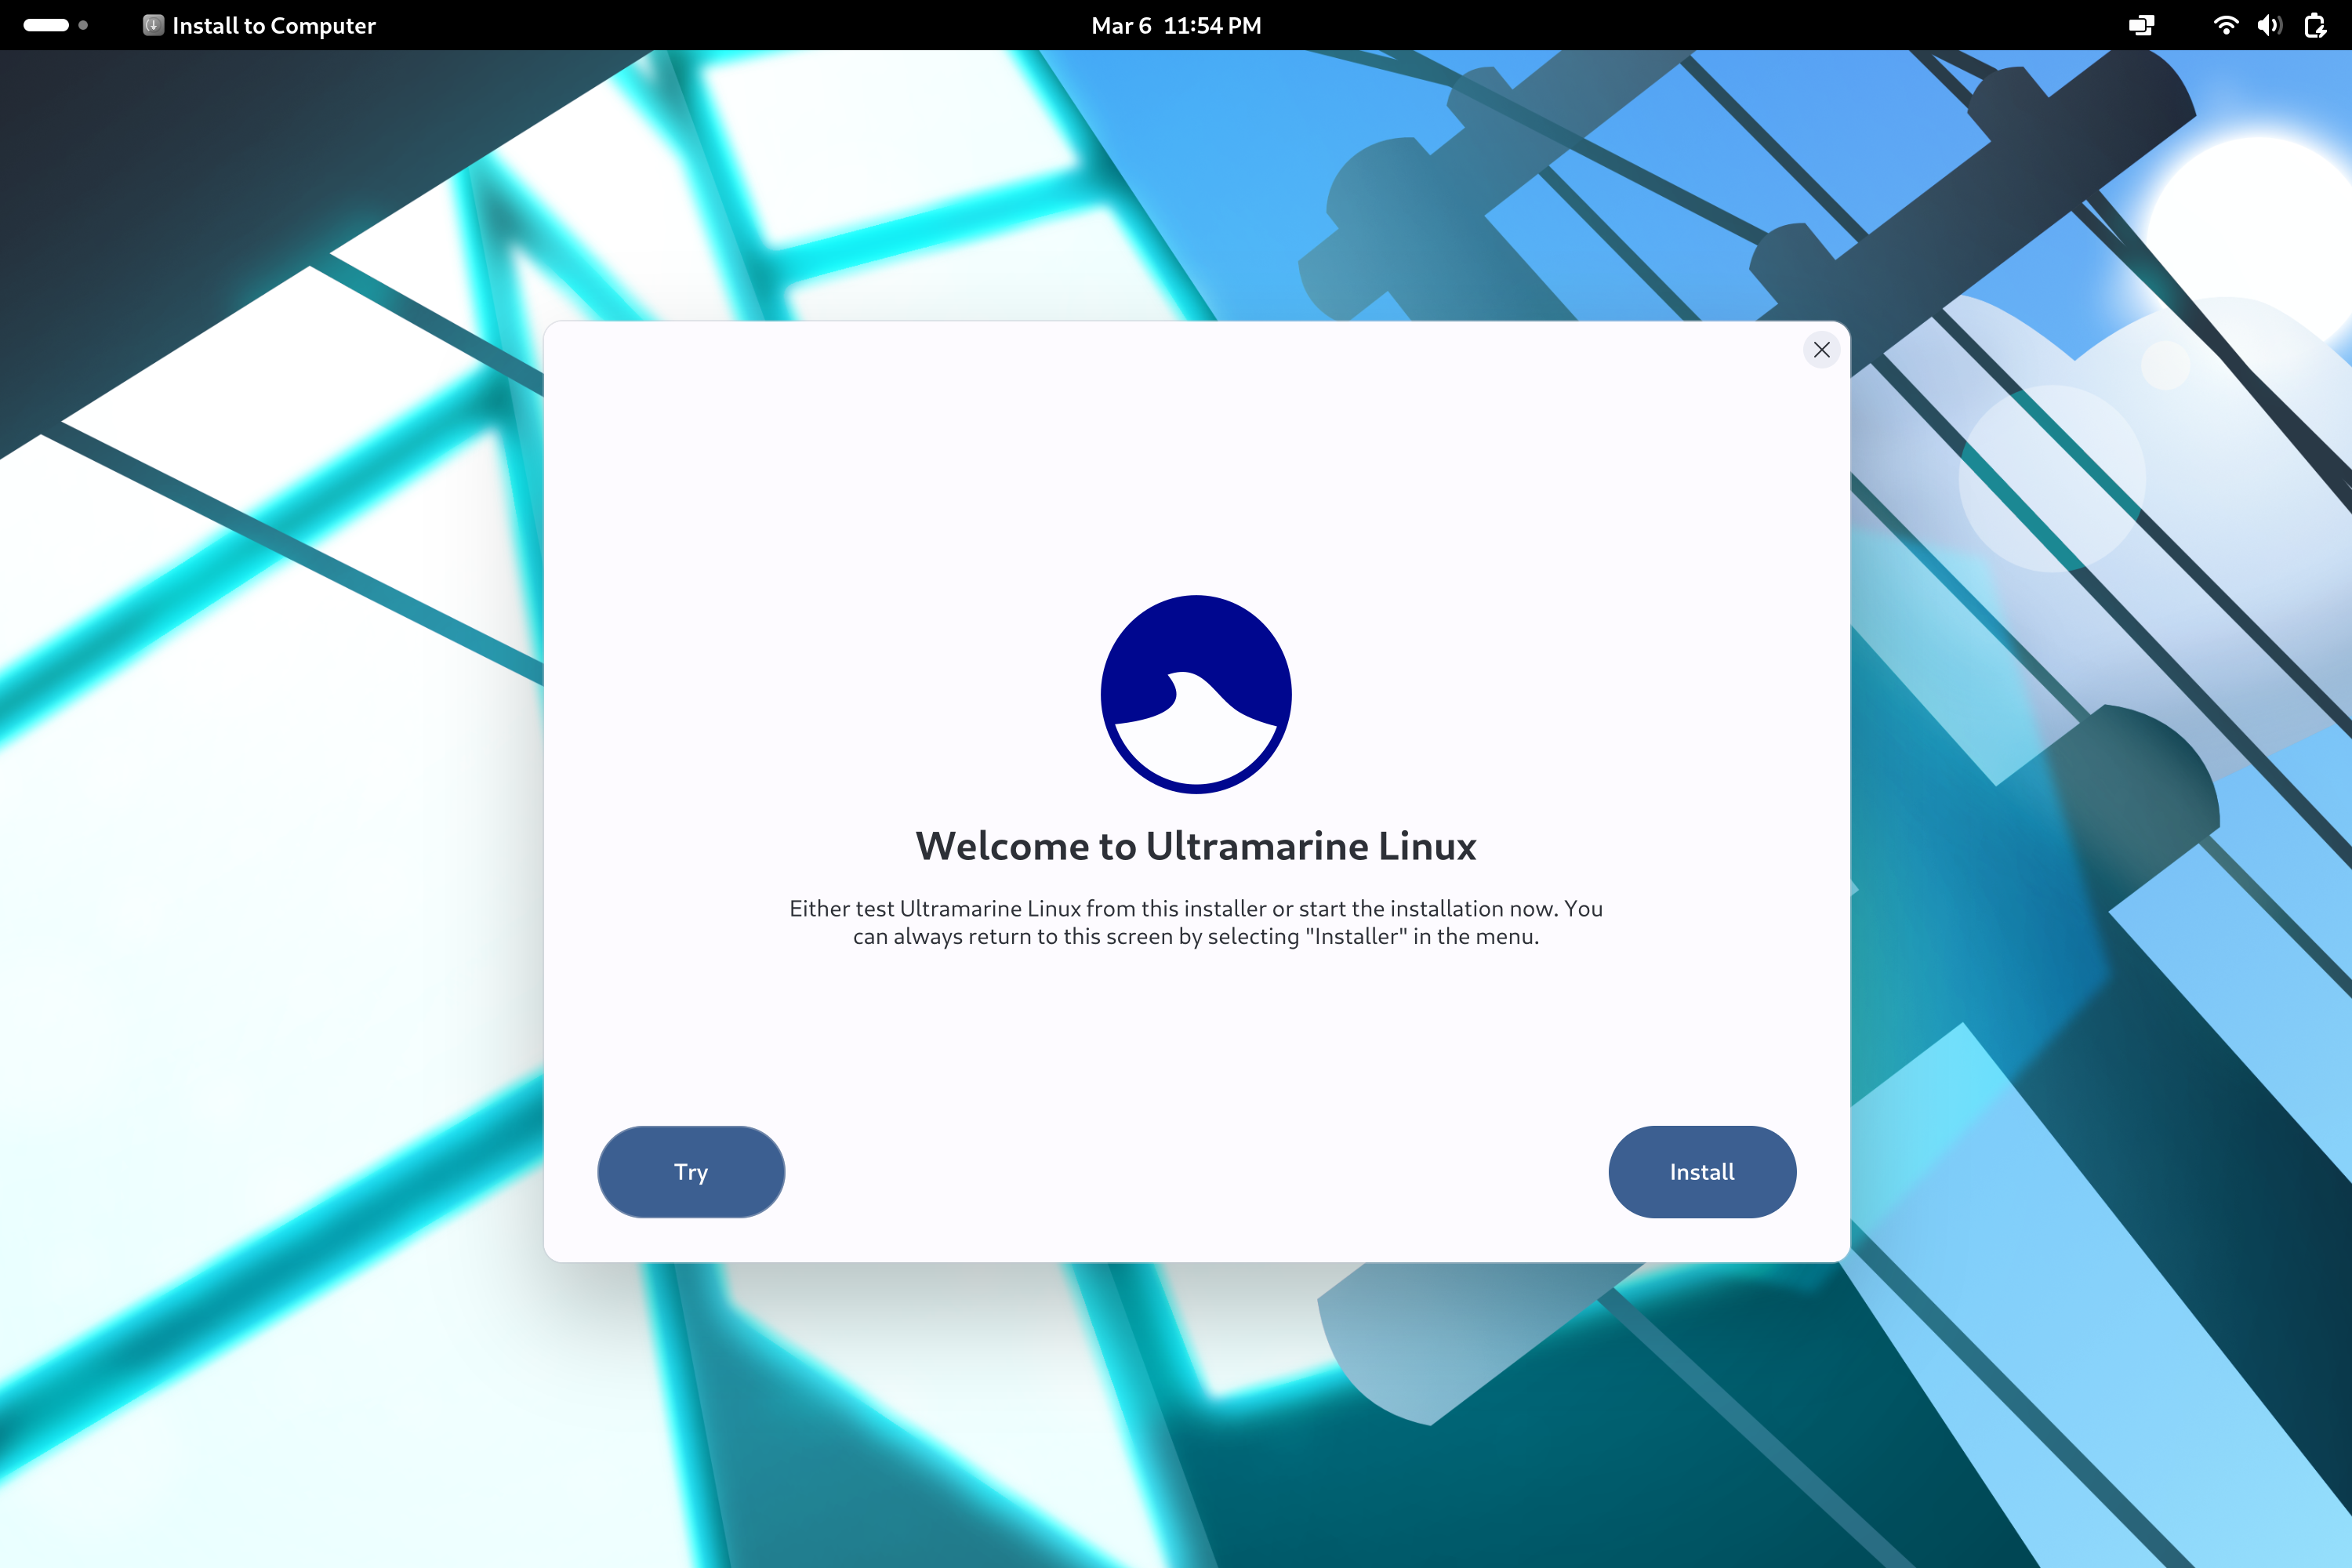 Install to Computer
Mar 6 11:54 PM
Welcome to Ultramarine Linux
Either test Ultramarine Linux from this installer or start the installation now. You
can always return to this screen by selecting "Installer" in the menu.
Try
Install